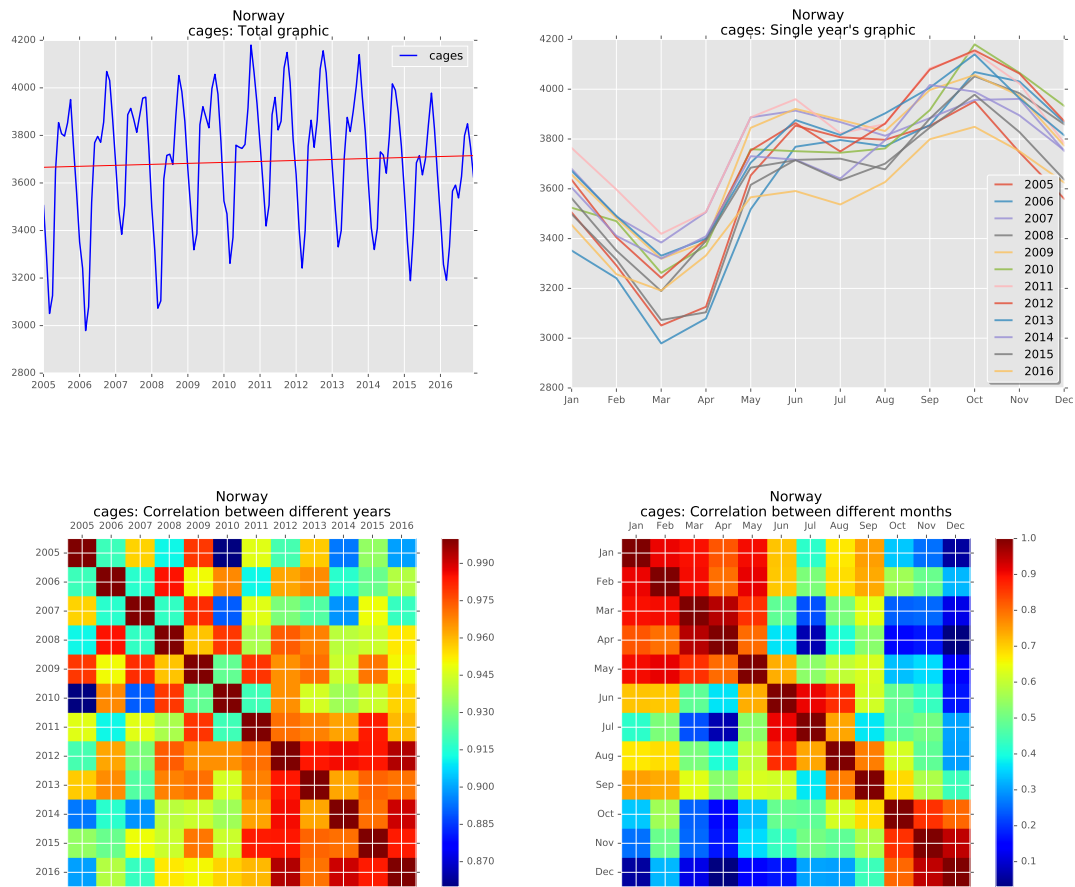 Norway
cages: Total graphic
4200
4000
3800
3600
3400
3200
3000
2800
cages
2005 2006 2007 2008 2009 2010 2011 2012 2013 2014 2015 2016
Norway
cages: Single year's graphic
4200
4000
3800
3600
3400
3200
3000
2800
2005
2006
2007
2008
2009
2010
2011
2012
2013
2014
2015
2016
Jan Feb Mar Apr May Jun Jul Aug Sep Oct Nov Dec
Norway
cages: Correlation between different years
2005 2006 2007 2008 2009 2010 2011 2012 2013 2014 2015 2016
2005
2006
2007
2008
2009
2010
2011
2012
2013
2014
2015
2016
0.990
0.975
0.960
0.945
0.930
0.915
0.900
0.885
0.870
Norway
cages: Correlation between different months
Jan Feb Mar Apr May Jun Jul Aug Sep Oct Nov Dec
Jan
Feb
Mar
Apr
May
Jun
Jul
Aug
Sep
Oct
Nov
Dec
1.0
0.9
0.8
0.7
0.6
0.5
0.4
0.3
0.2
0.1